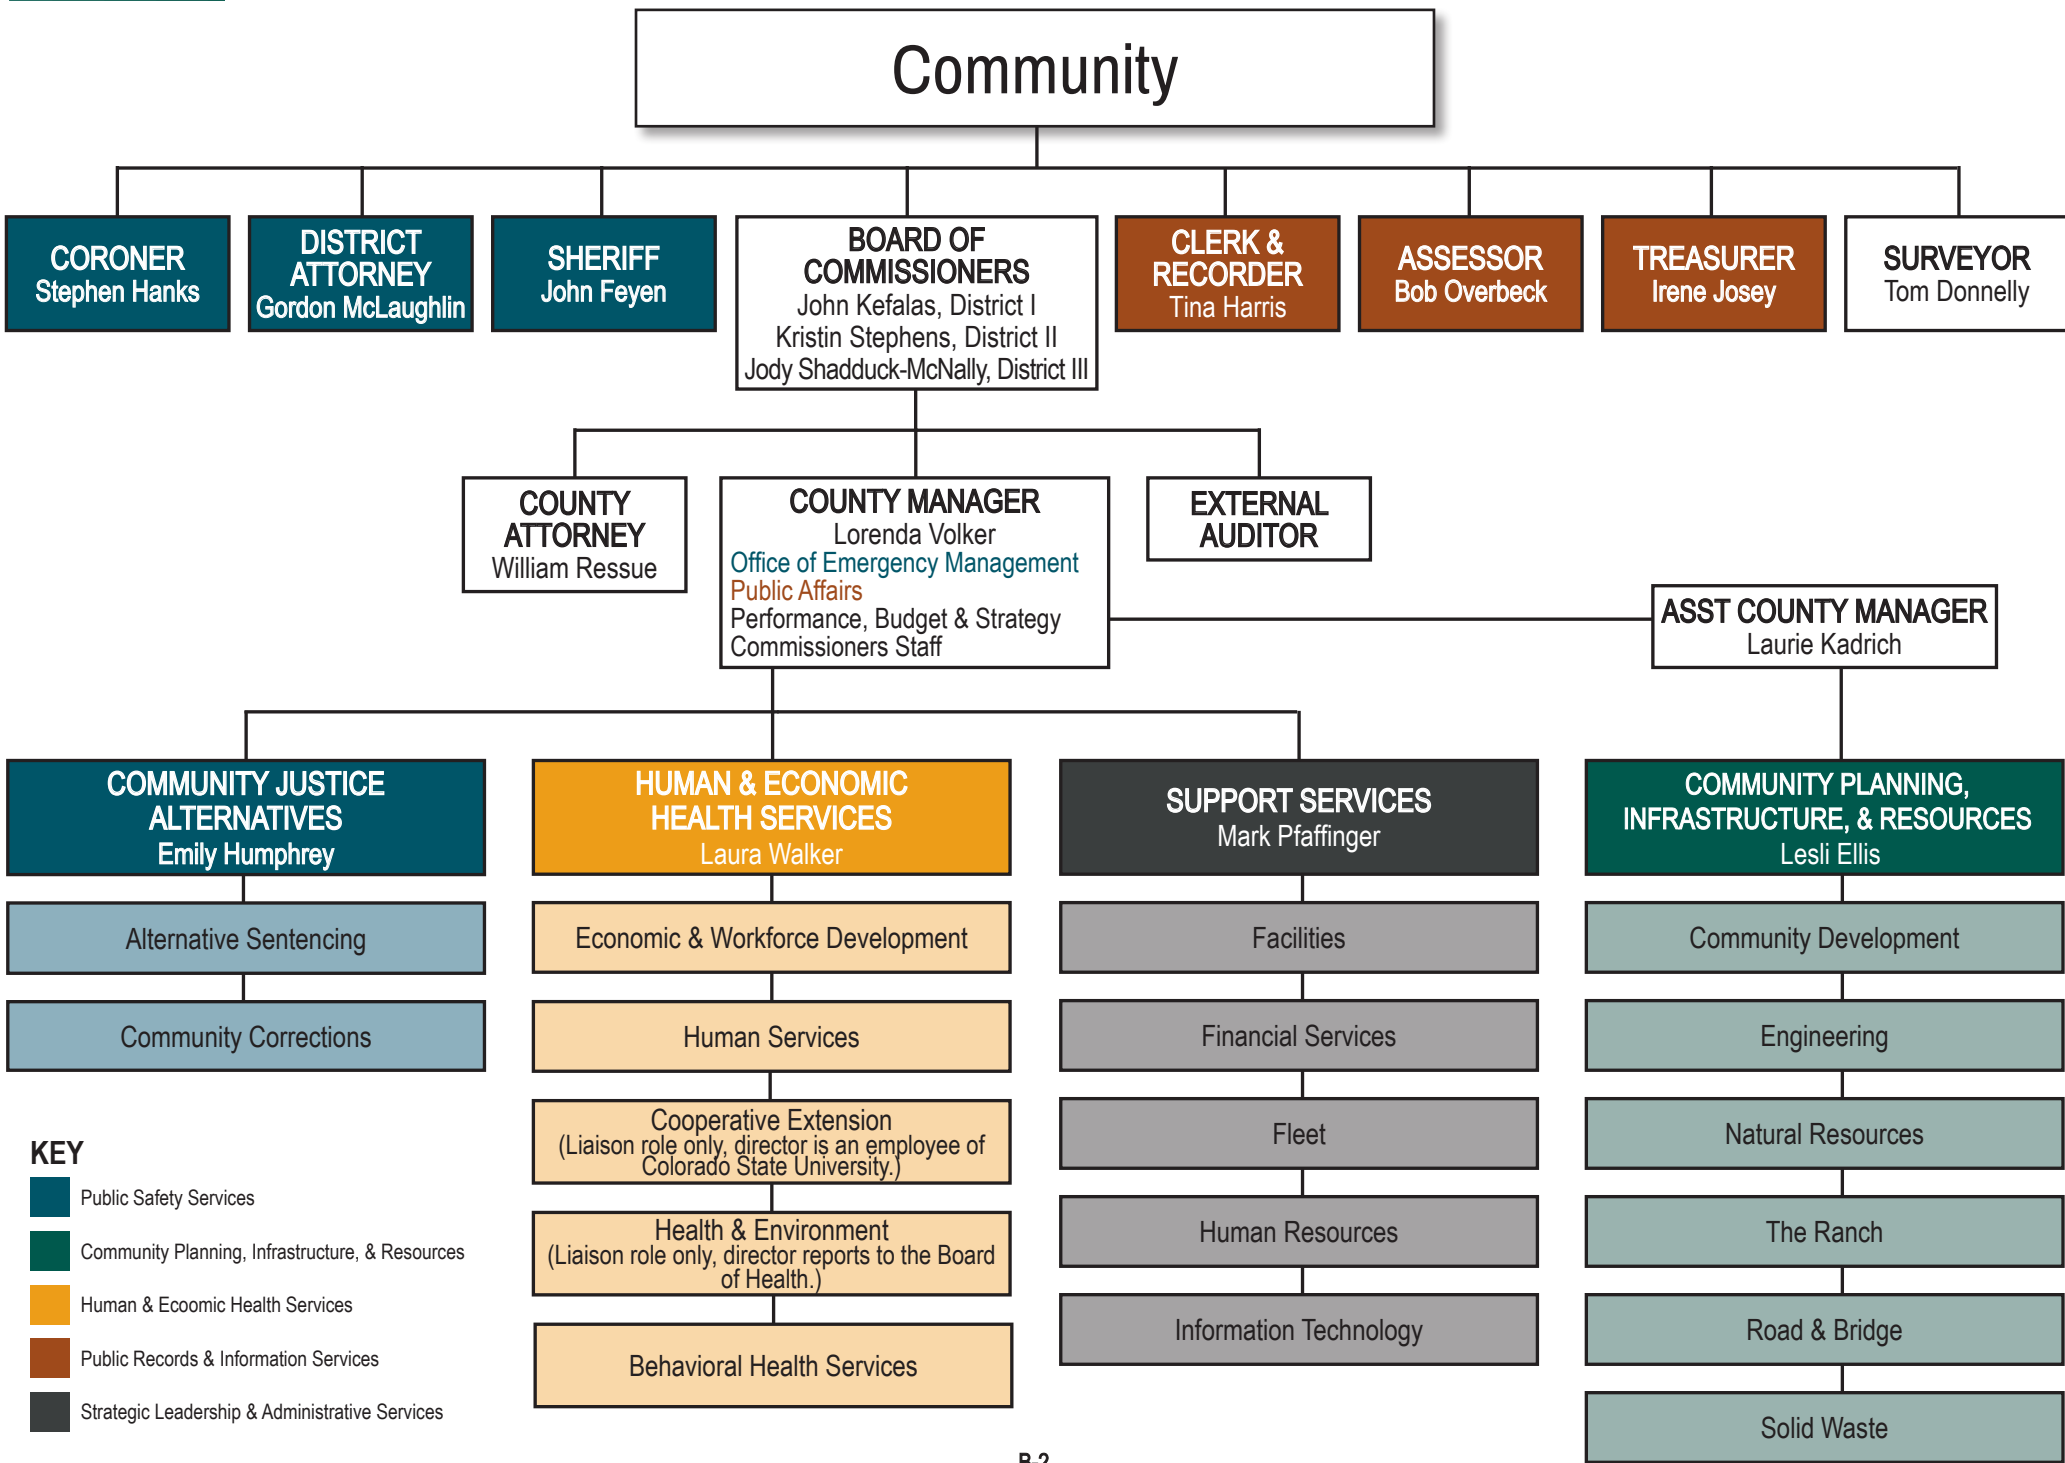 Community
CORONER
Stephen Hanks
DISTRICT
ATTORNEY
Gordon McLaughlin
SHERIFF
John Feyen
BOARD OF
COMMISSIONERS
John Kefalas, District I
Kristin Stephens, District II
Jody Shadduck-McNally, District III
CLERK &
RECORDER
Tina Harris
ASSESSOR
Bob Overbeck
TREASURER
Irene Josey
SURVEYOR
Tom Donnelly
COUNTY
ATTORNEY
William Ressue
COUNTY MANAGER
Lorenda Volker
Office of Emergency Management
Public Affairs
Performance, Budget & Strategy
Commissioners Staff
EXTERNAL
AUDITOR
ASST COUNTY MANAGER
Laurie Kadrich
COMMUNITY JUSTICE
ALTERNATIVES
Emily Humphrey
Alternative Sentencing
Community Corrections
HUMAN & ECONOMIC
HEALTH SERVICES
Laura Walker
Economic & Workforce Development
Human Services
Cooperative Extension
(Liaison role only, director is an employee of
Colorado State University.)
Health & Environment
(Liaison role only, director reports to the Board
of Health.)
Behavioral Health Services
SUPPORT SERVICES
Mark Pfaffinger
Facilities
Financial Services
Fleet
Human Resources
Information Technology
COMMUNITY PLANNING,
INFRASTRUCTURE, & RESOURCES
Lesli Ellis
Community Development
Engineering
Natural Resources
The Ranch
Road & Bridge
Solid Waste
KEY
Public Safety Services
Community Planning, Infrastructure, & Resources
Human & Ecoomic Health Services
Public Records & Information Services
Strategic Leadership & Administrative Services
B-2